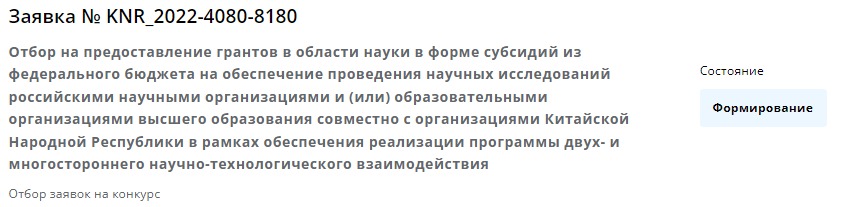 Заявка № KNR_2022-4080-8180
Отбор на предоставление грантов в области науки в форме субсидий из
федерального бюджета на обеспечение проведения научных исследований
российскими научными организациями и (или) образовательными
организациями высшего образования совместно с организациями Китайской
Народной Республики в рамках обеспечения реализации программы двух- и
многостороннего научно-технологического взаимодействия
Отбор заявок на конкурс
Состояние
Формирование